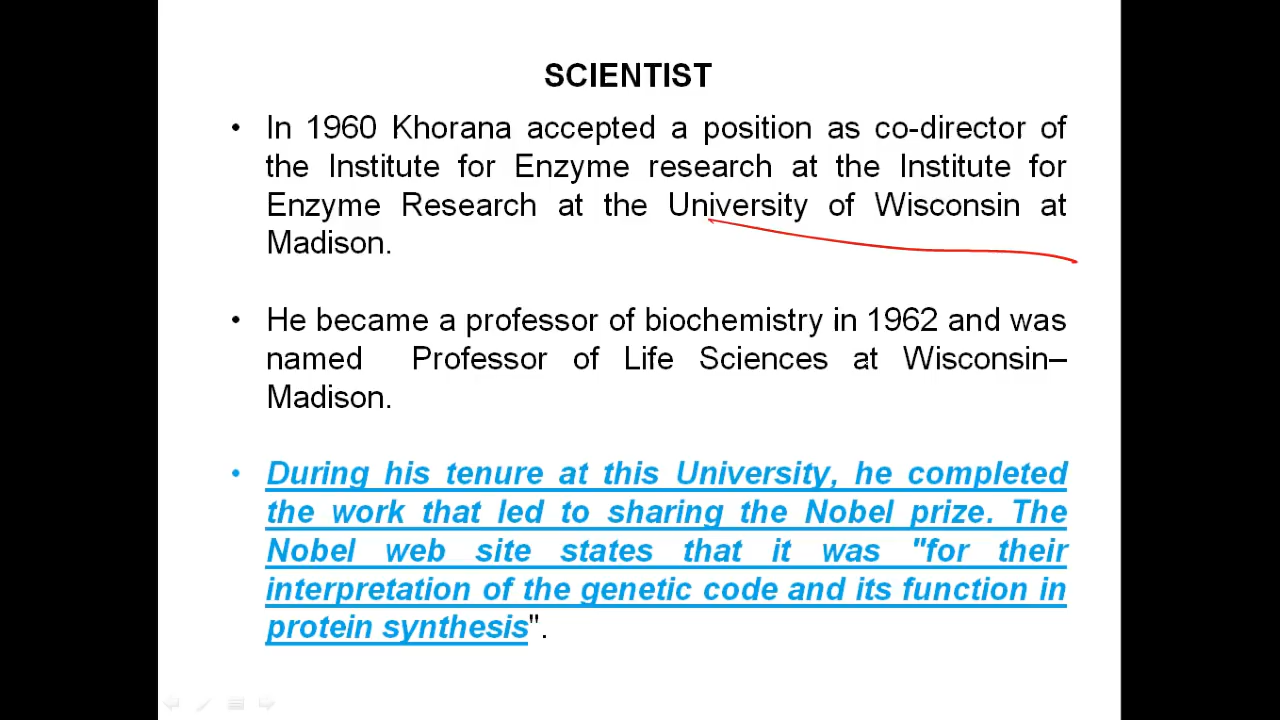 SCIENTIST
• In 1960 Khorana accepted a position as co-director of
the Institute for Enzyme research at the Institute for
Enzyme Research at the University of Wisconsin at
Madison.
• He became a professor of biochemistry in 1962 and was
named Professor of Life Sciences at Wisconsin–
Madison.
• During his tenure at this University, he completed
the work that led to sharing the Nobel prize. The
Nobel web site states that it was "for their
interpretation of the genetic code and its function in
protein synthesis".